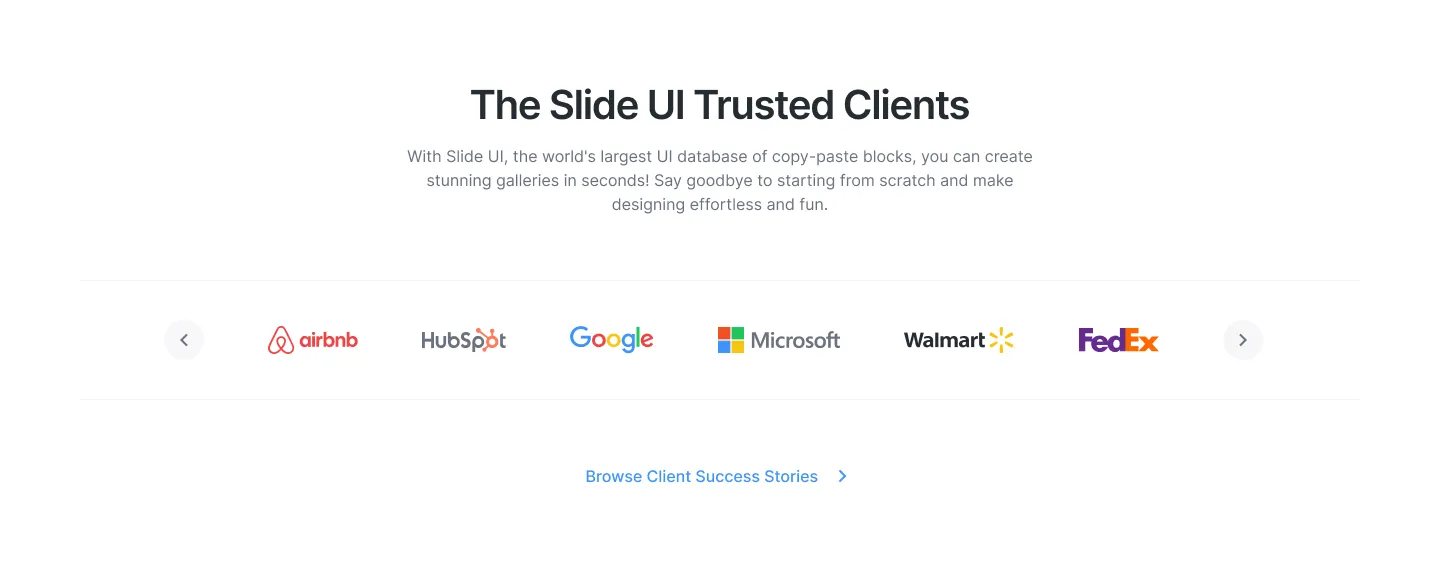 The Slide UI Trusted Clients
With Slide UI, the world's largest UI database of copy-paste blocks, you can create
stunning galleries in seconds! Say goodbye to starting from scratch and make
designing effortless and fun.
airbnb HubSpot Google Microsoft Walmart FedEx
Browse Client Success Stories